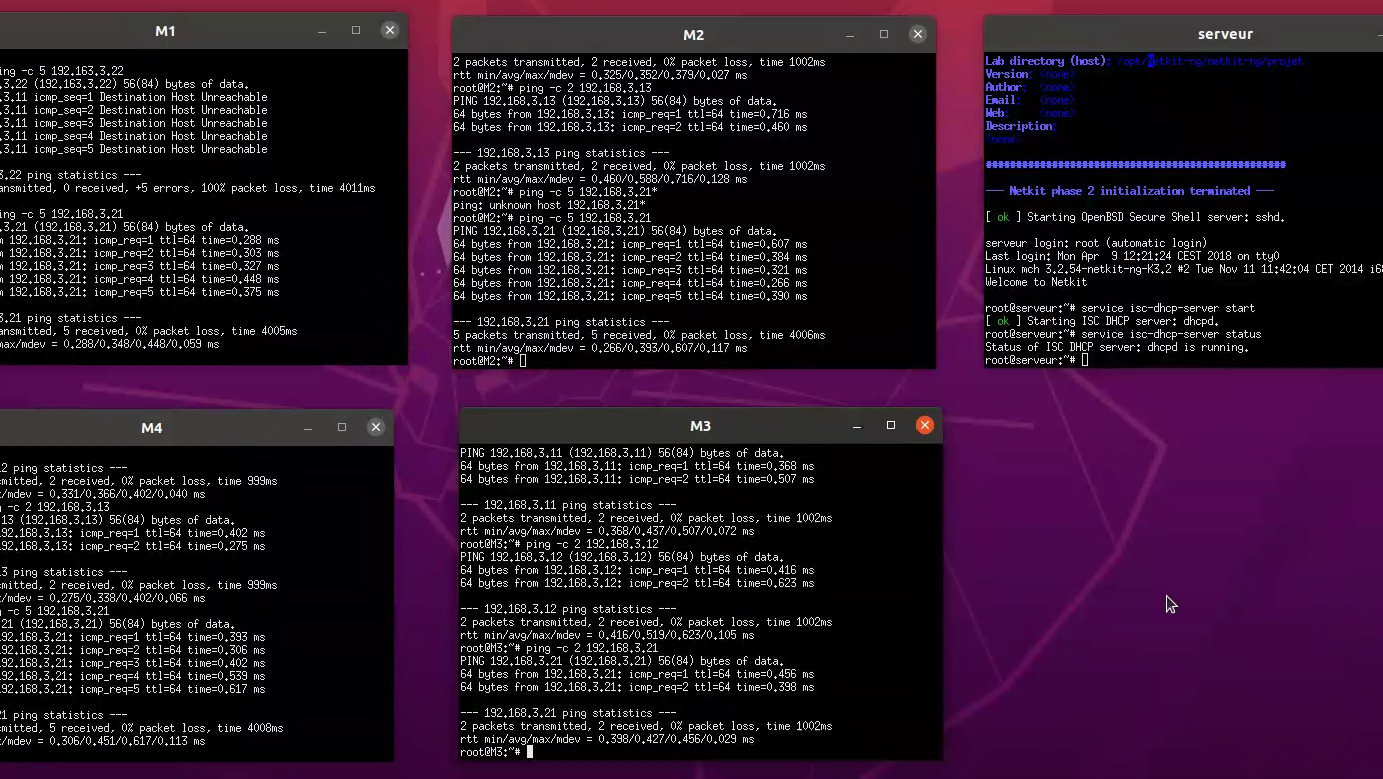 M1
ing -c 5 192.163.3.22
3.22 (192.163.3.22) 56(84) bytes of data.
3.11 icmp_seq=1 Destination Host Unreachable
3.11 icmp_seq=2 Destination Host Unreachable
3.11 icmp_seq=3 Destination Host Unreachable
3.11 icmp_seq=4 Destination Host Unreachable
3.11 icmp_seq=5 Destination Host Unreachable
3.22 ping statistics ---
ansmitted, 0 received, +5 errors, 100% packet loss, time 4011ms
ing -c 5 192.168.3.21
3.21 (192.168.3.21) 56(84) bytes of data.
m 192.168.3.21: icmp_req=1 ttl=64 time=0.288 ms
m 192.168.3.21: icmp_req=2 ttl=64 time=0.303 ms
m 192.168.3.21: icmp_req=3 ttl=64 time=0.327 ms
m 192.168.3.21: icmp_req=4 ttl=64 time=0.448 ms
m 192.168.3.21: icmp_req=5 ttl=64 time=0.375 ms
3.21 ping statistics ---
ansmitted, 5 received, 0% packet loss, time 4005ms
max/mdev = 0.288/0.348/0.448/0.059 ms
M2
2 packets transmitted, 2 received, 0% packet loss, time 1002ms
rtt min/avg/max/mdev = 0.325/0.352/0.379/0.027 ms
root@M2:~# ping -c 2 192.168.3.13
PING 192.168.3.13 (192.168.3.13) 56(84) bytes of data.
64 bytes from 192.168.3.13: icmp_req=1 ttl=64 time=0.716 ms
64 bytes from 192.168.3.13: icmp_req=2 ttl=64 time=0.460 ms
--- 192.168.3.13 ping statistics ---
2 packets transmitted, 2 received, 0% packet loss, time 1002ms
rtt min/avg/max/mdev = 0.460/0.588/0.716/0.128 ms
root@M2:~# ping -c 5 192.168.3.21*
ping: unknown host 192.168.3.21*
root@M2:~# ping -c 5 192.168.3.21
PING 192.168.3.21 (192.168.3.21) 56(84) bytes of data.
64 bytes from 192.168.3.21: icmp_req=1 ttl=64 time=0.607 ms
64 bytes from 192.168.3.21: icmp_req=2 ttl=64 time=0.384 ms
64 bytes from 192.168.3.21: icmp_req=3 ttl=64 time=0.321 ms
64 bytes from 192.168.3.21: icmp_req=4 ttl=64 time=0.266 ms
64 bytes from 192.168.3.21: icmp_req=5 ttl=64 time=0.390 ms
--- 192.168.3.21 ping statistics ---
5 packets transmitted, 5 received, 0% packet loss, time 4006ms
rtt min/avg/max/mdev = 0.266/0.393/0.607/0.117 ms
root@M2:~#
serveur
Lab directory (host): /opt/netkit-ng/netkit-ng/projet
Version: <none>
Author: <none>
Email: <none>
Web: <none>
Description:
<none>
############################################################
--- Netkit phase 2 initialization terminated ---
[ ok ] Starting OpenBSD Secure Shell server: sshd.
serveur login: root (automatic login)
Last login: Mon Apr  9 12:21:24 CEST 2018 on tty0
Linux mch 3.2.54-netkit-ng-K3.2 #2 Tue Nov 11 11:42:04 CET 2014 i68
Welcome to Netkit
root@serveur:~# service isc-dhcp-server start
[ ok ] Starting ISC DHCP server: dhcpd.
root@serveur:~# service isc-dhcp-server status
Status of ISC DHCP server: dhcpd is running.
root@serveur:~#
M4
12 ping statistics ---
mitted, 2 received, 0% packet loss, time 999ms
x/mdev = 0.331/0.366/0.402/0.040 ms
g -c 2 192.168.3.13
13 (192.168.3.13) 56(84) bytes of data.
192.168.3.13: icmp_req=1 ttl=64 time=0.402 ms
192.168.3.13: icmp_req=2 ttl=64 time=0.275 ms
13 ping statistics ---
mitted, 2 received, 0% packet loss, time 999ms
x/mdev = 0.275/0.338/0.402/0.066 ms
g -c 5 192.168.3.21
21 (192.168.3.21) 56(84) bytes of data.
192.168.3.21: icmp_req=1 ttl=64 time=0.393 ms
192.168.3.21: icmp_req=2 ttl=64 time=0.306 ms
192.168.3.21: icmp_req=3 ttl=64 time=0.402 ms
192.168.3.21: icmp_req=4 ttl=64 time=0.539 ms
192.168.3.21: icmp_req=5 ttl=64 time=0.617 ms
21 ping statistics ---
mitted, 5 received, 0% packet loss, time 4008ms
x/mdev = 0.306/0.451/0.617/0.113 ms
M3
PING 192.168.3.11 (192.168.3.11) 56(84) bytes of data.
64 bytes from 192.168.3.11: icmp_req=1 ttl=64 time=0.368 ms
64 bytes from 192.168.3.11: icmp_req=2 ttl=64 time=0.507 ms
--- 192.168.3.11 ping statistics ---
2 packets transmitted, 2 received, 0% packet loss, time 1002ms
rtt min/avg/max/mdev = 0.368/0.437/0.507/0.072 ms
root@M3:~# ping -c 2 192.168.3.12
PING 192.168.3.12 (192.168.3.12) 56(84) bytes of data.
64 bytes from 192.168.3.12: icmp_req=1 ttl=64 time=0.416 ms
64 bytes from 192.168.3.12: icmp_req=2 ttl=64 time=0.623 ms
--- 192.168.3.12 ping statistics ---
2 packets transmitted, 2 received, 0% packet loss, time 1002ms
rtt min/avg/max/mdev = 0.416/0.519/0.623/0.105 ms
root@M3:~# ping -c 2 192.168.3.21
PING 192.168.3.21 (192.168.3.21) 56(84) bytes of data.
64 bytes from 192.168.3.21: icmp_req=1 ttl=64 time=0.456 ms
64 bytes from 192.168.3.21: icmp_req=2 ttl=64 time=0.398 ms
--- 192.168.3.21 ping statistics ---
2 packets transmitted, 2 received, 0% packet loss, time 1002ms
rtt min/avg/max/mdev = 0.398/0.427/0.456/0.029 ms
root@M3:~#